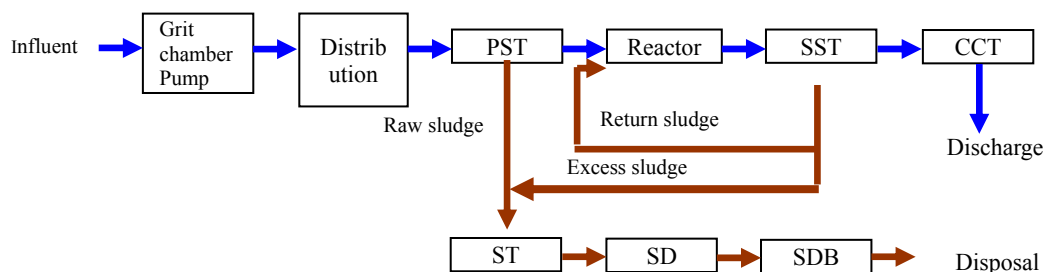 Influent
Grit
chamber
Pump
Distrib
ution
PST
Reactor
SST
CCT
Raw sludge
Return sludge
Excess sludge
Discharge
ST
SD
SDB
Disposal